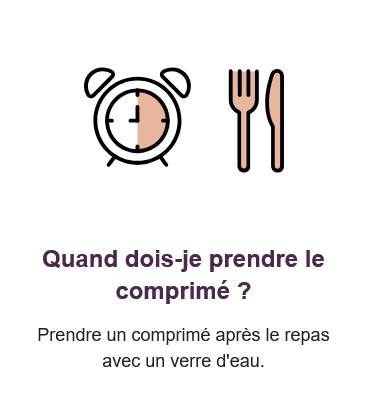 Quand dois-je prendre le
comprimé ?
Prendre un comprimé après le repas
avec un verre d'eau.